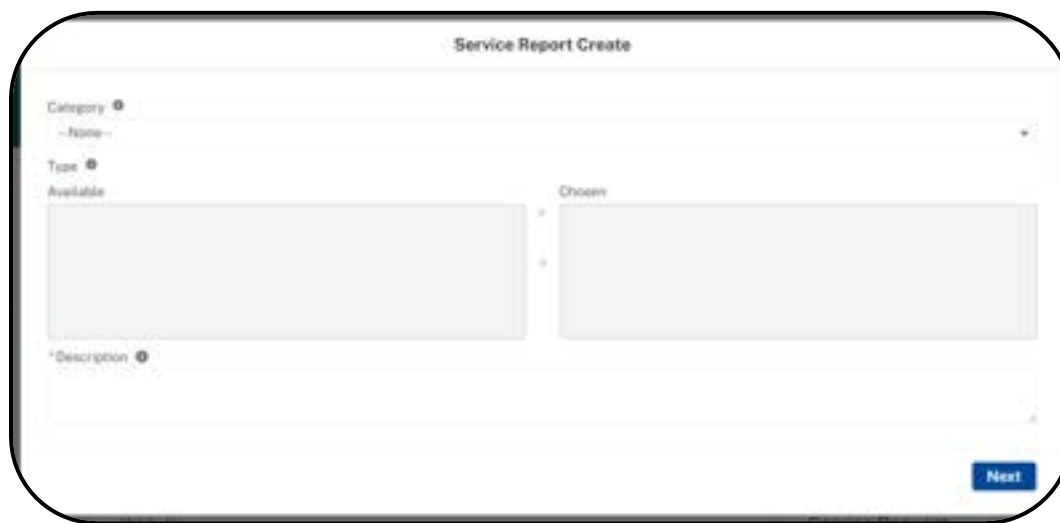 Service Report Create
Category
--None--
Type
Available
Chosen
*Description
Next